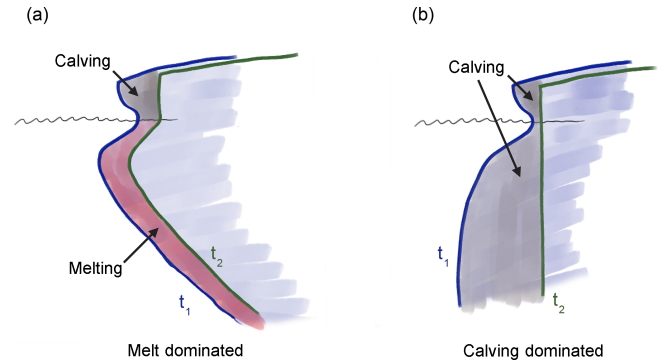 (a)
Calving
Melting
t₂
t₁
Melt dominated
(b)
Calving
t₁
t₂
Calving dominated